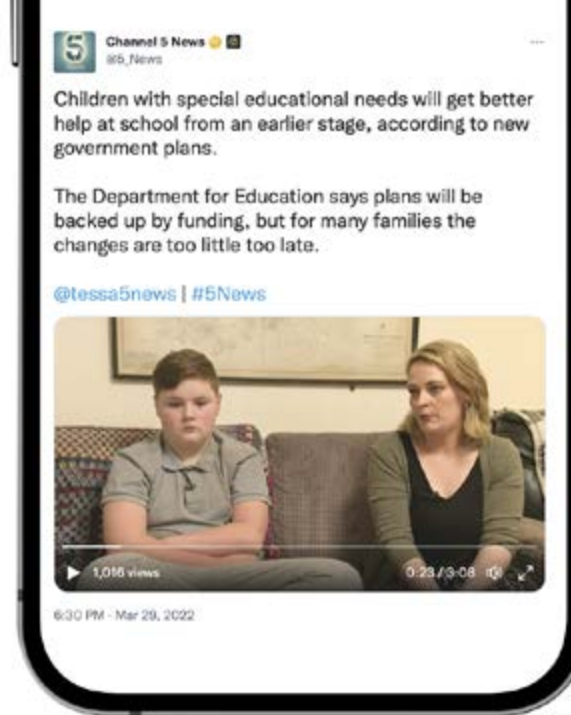 5
Channel 5 News
@5_News
Children with special educational needs will get better
help at school from an earlier stage, according to new
government plans.
The Department for Education says plans will be
backed up by funding, but for many families the
changes are too little too late.
@tessa5news | #5News
1,016 views
0:23 / 3:08
6:30 PM - Mar 29, 2022